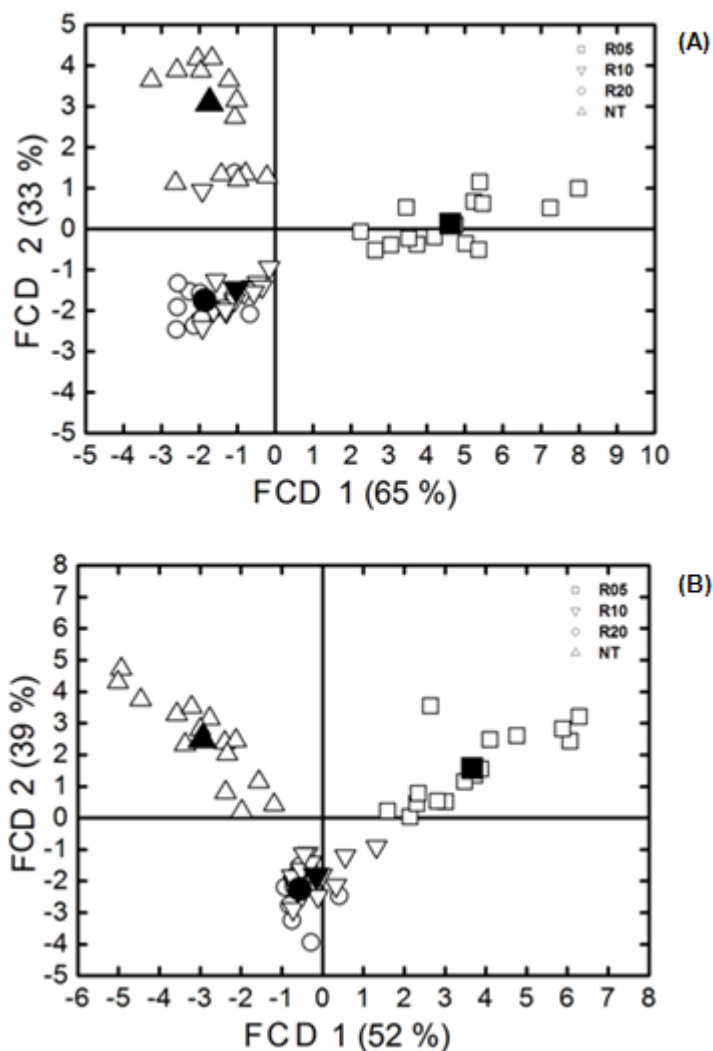 (A)
R05
R10
R20
NT
5
4
3
2
1
0
-1
-2
-3
-4
-5
FCD 2 (33 %)
-5 -4 -3 -2 -1 0 1 2 3 4 5 6 7 8 9 10
FCD 1 (65 %)
(B)
R05
R10
R20
NT
8
7
6
5
4
3
2
1
0
-1
-2
-3
-4
-5
FCD 2 (39 %)
-6 -5 -4 -3 -2 -1 0 1 2 3 4 5 6 7 8
FCD 1 (52 %)